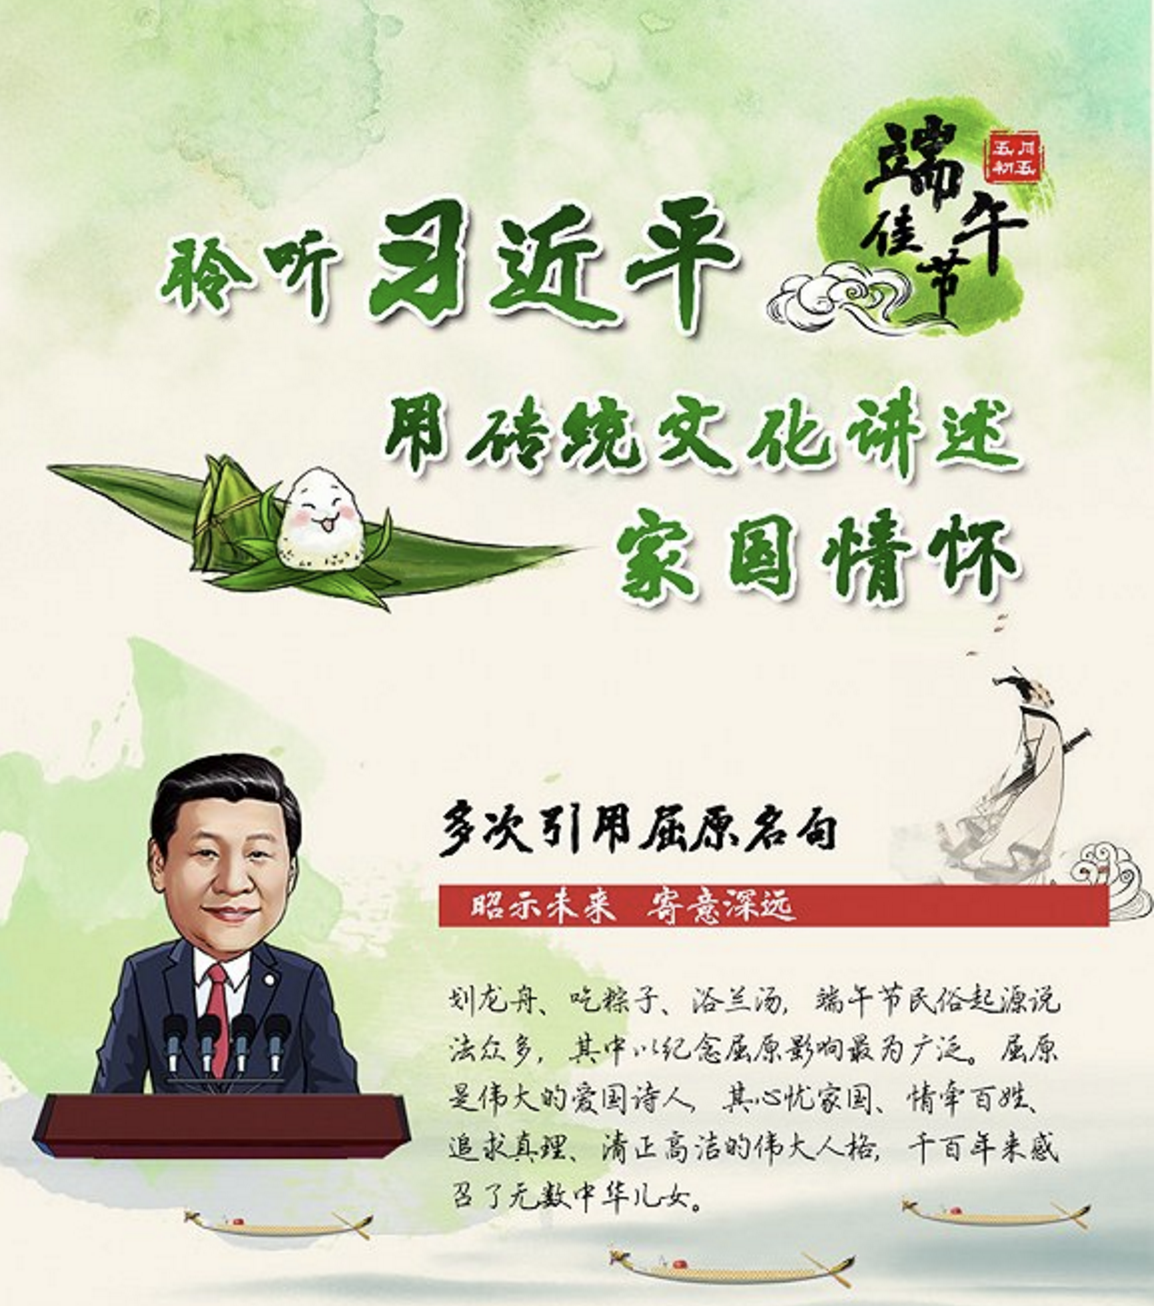 端午佳节
五月初五
聆听习近平
用传统文化讲述
家国情怀
多次引用屈原名句
昭示未来 寄意深远
划龙舟、吃粽子、浴兰汤，端午节民俗起源说
法众多，其中以纪念屈原影响最为广泛。屈原
是伟大的爱国诗人，其心忧家国、情牵百姓、
追求真理、清正高洁的伟大人格，千百年来感
召了无数中华儿女。